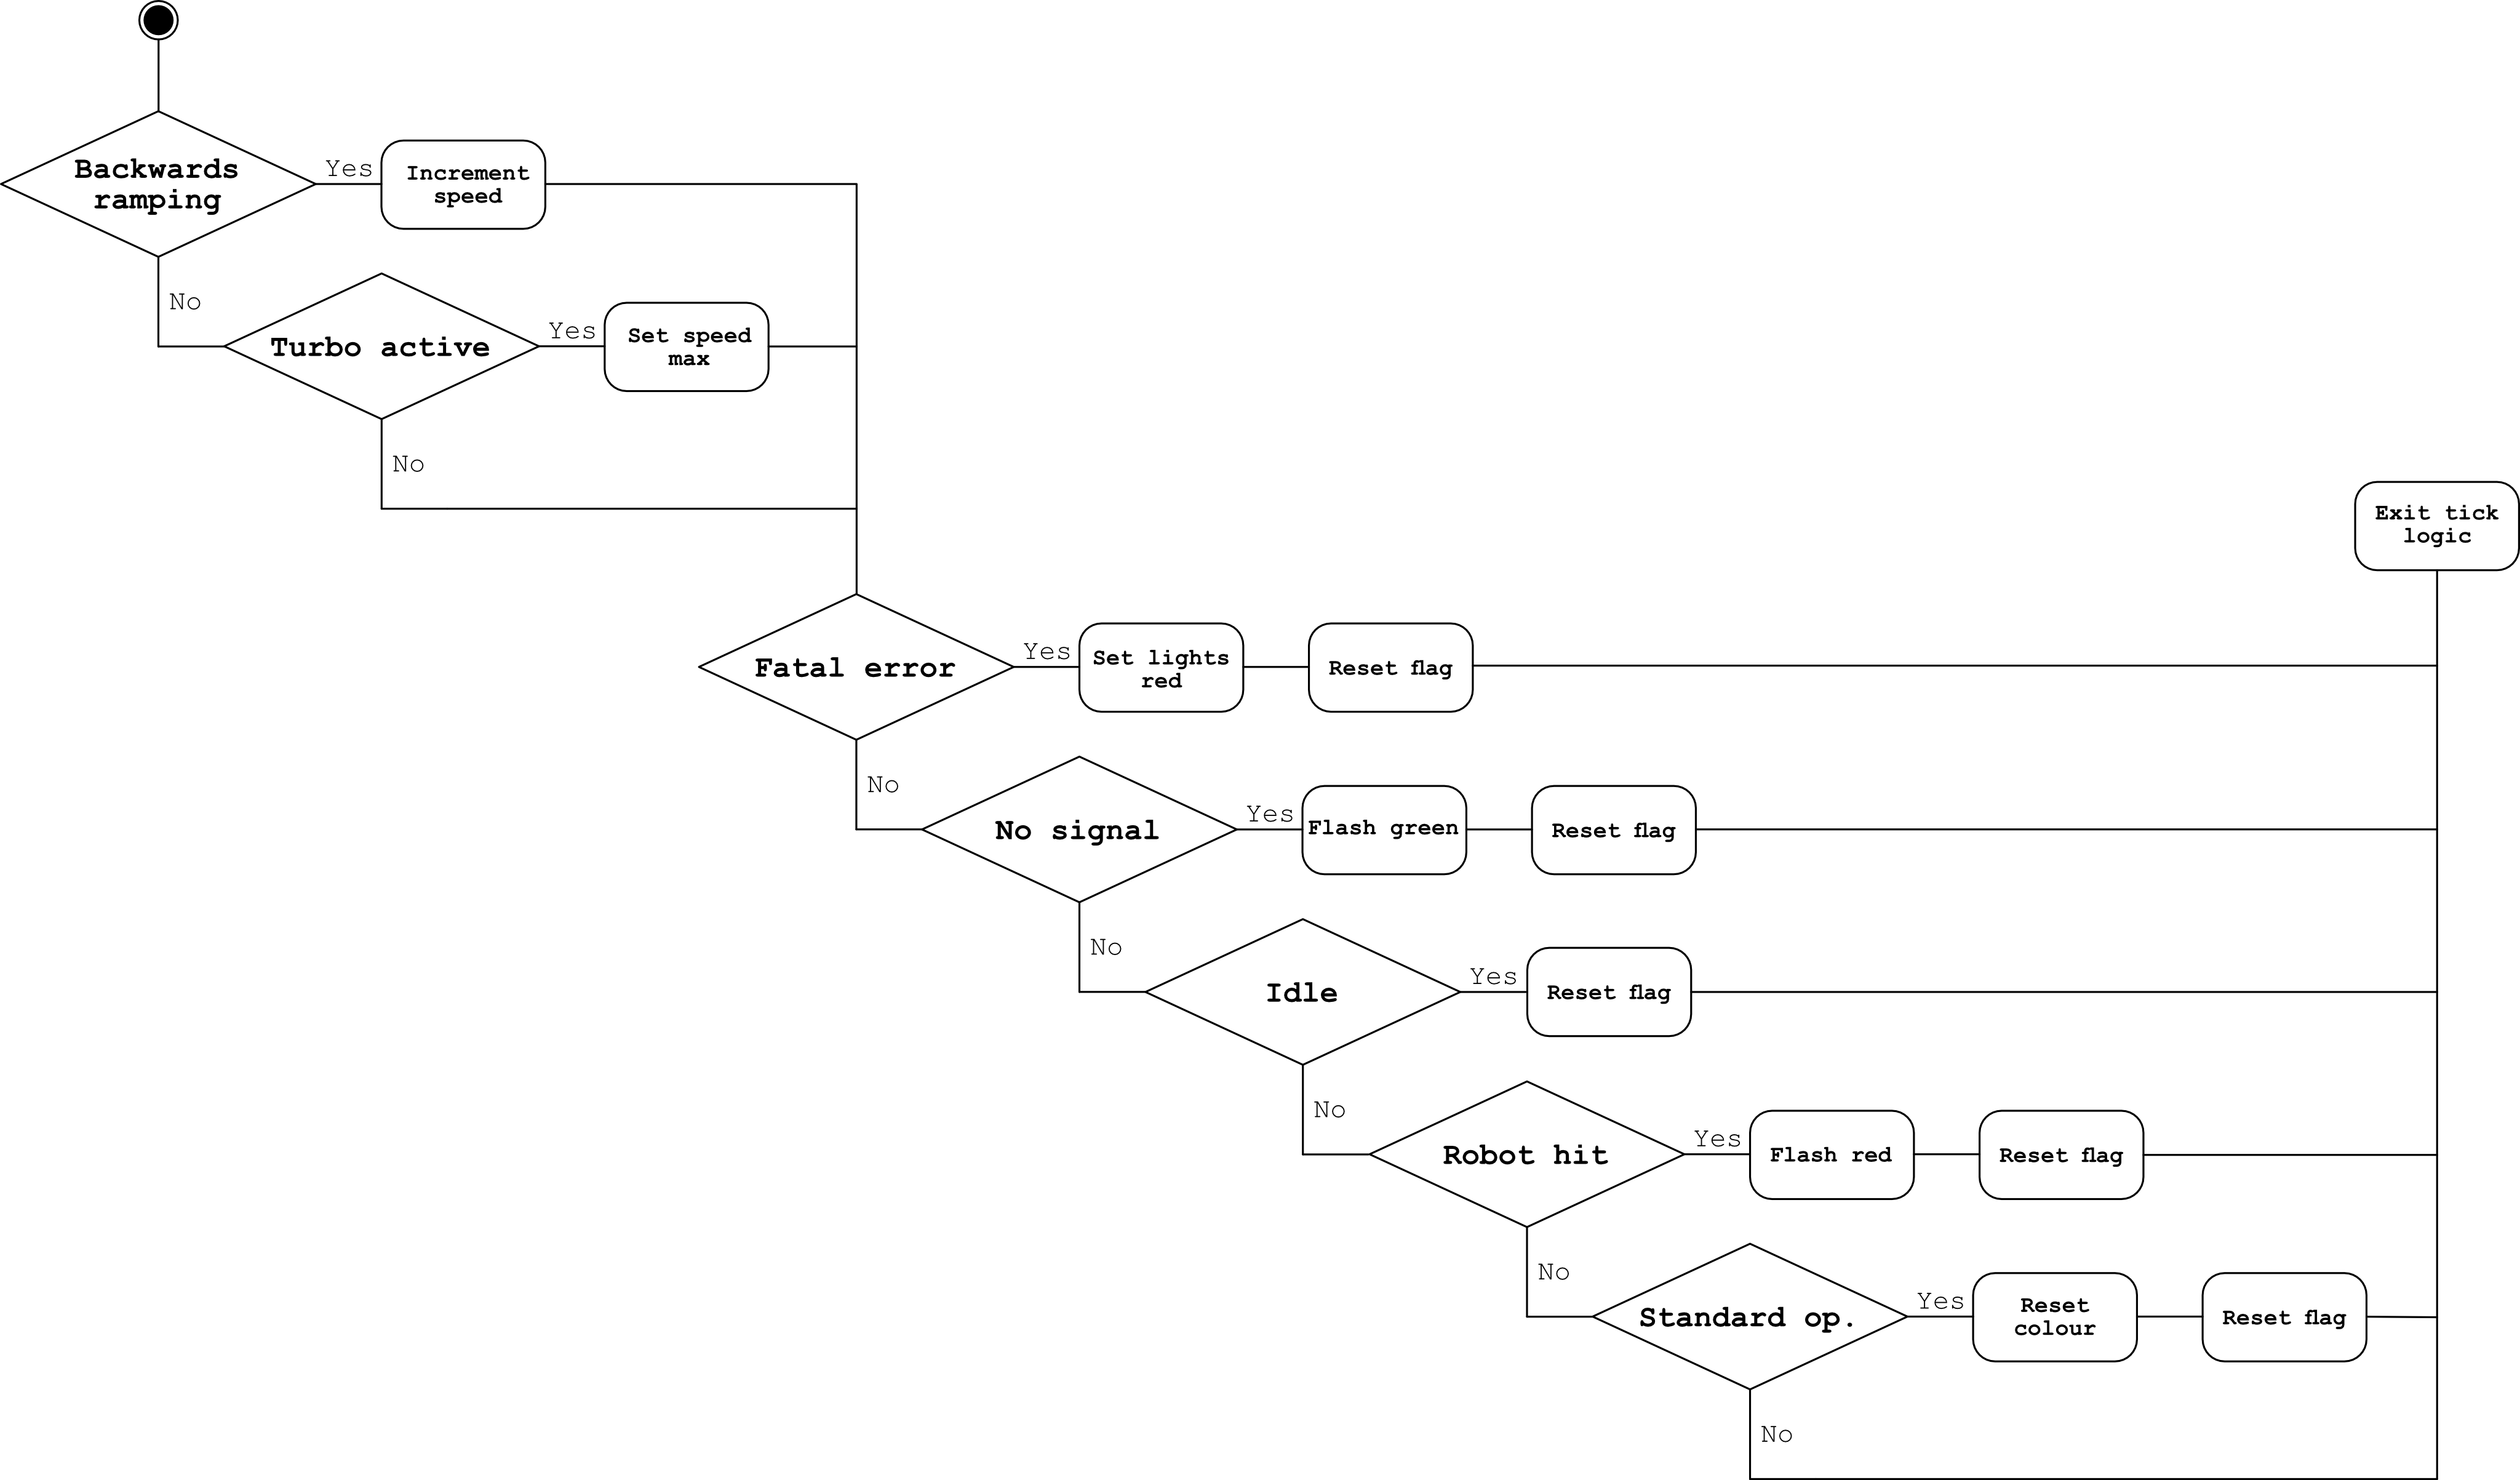 Backwards
ramping
Yes
Increment
speed
No
Turbo active
Yes
Set speed
max
No
Exit tick
logic
Fatal error
Yes
Set lights
red
Reset flag
No
No signal
Yes
Flash green
Reset flag
No
Idle
Yes
Reset flag
No
Robot hit
Yes
Flash red
Reset flag
No
Standard op.
Yes
Reset
colour
Reset flag
No